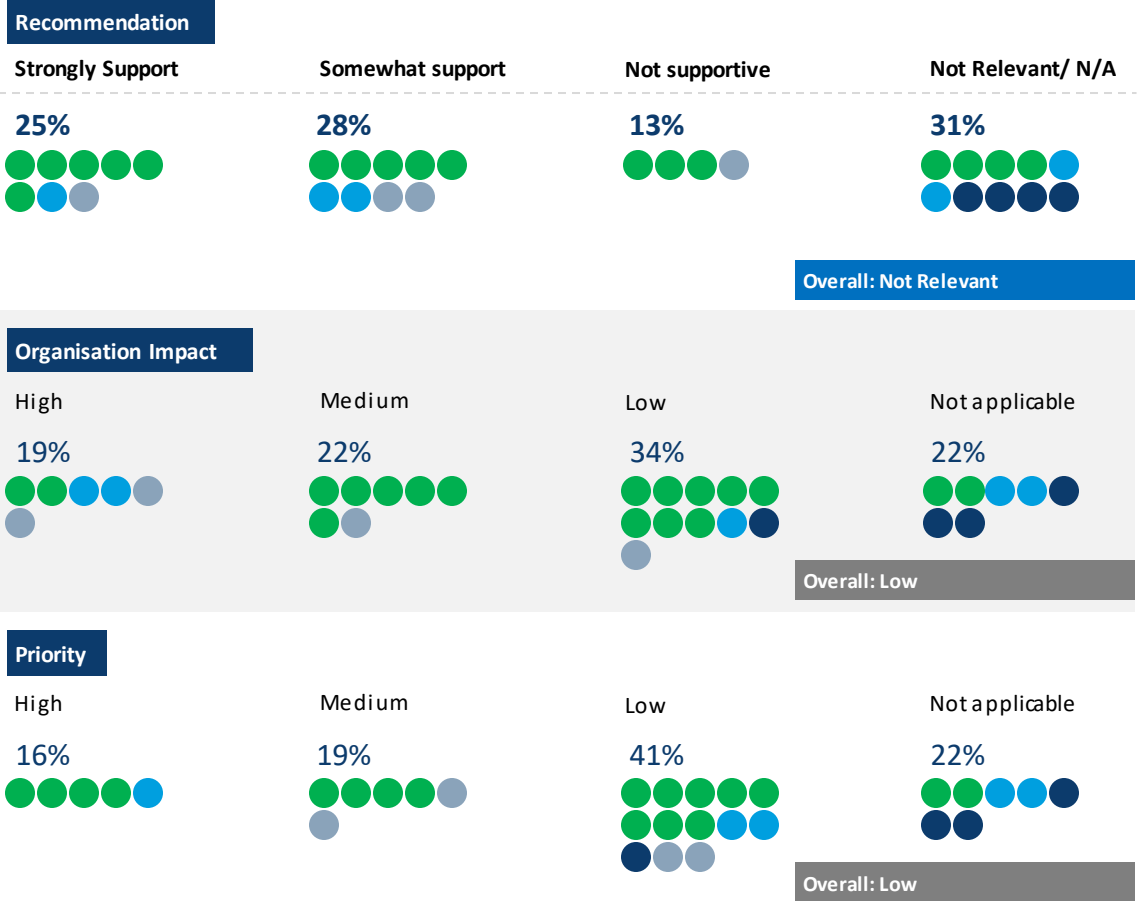 Recommendation
Strongly Support Somewhat support Not supportive Not Relevant/ N/A
25% 28% 13% 31%
Overall: Not Relevant
Organisation Impact
High Medium Low Not applicable
19% 22% 34% 22%
Overall: Low
Priority
High Medium Low Not applicable
16% 19% 41% 22%
Overall: Low